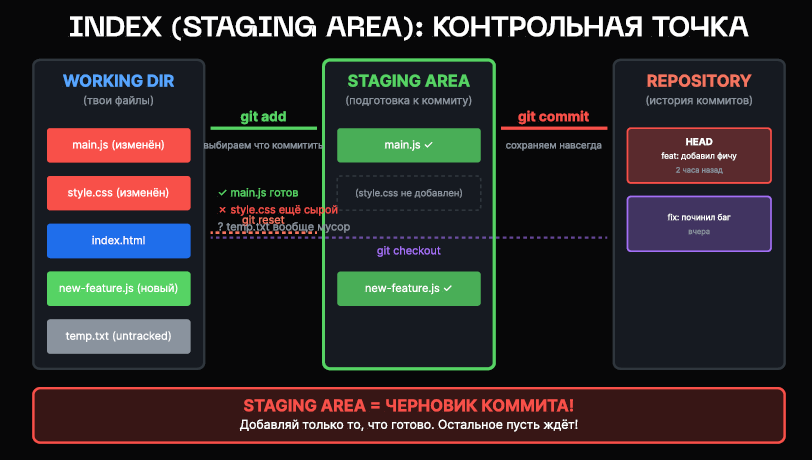 INDEX (STAGING AREA): КОНТРОЛЬНАЯ ТОЧКА
WORKING DIR
(твои файлы)
main.js (изменён)
style.css (изменён)
index.html
new-feature.js (новый)
temp.txt (untracked)
git add
выбираем что коммитить
✓ main.js готов
✕ style.css ещё сырой
git reset
? temp.txt вообще мусор
STAGING AREA
(подготовка к коммиту)
main.js ✓
(style.css не добавлен)
git checkout
new-feature.js ✓
git commit
сохраняем навсегда
REPOSITORY
(история коммитов)
HEAD
feat: добавил фичу
2 часа назад
fix: починил баг
вчера
STAGING AREA = ЧЕРНОВИК КОММИТА!
Добавляй только то, что готово. Остальное пусть ждёт!